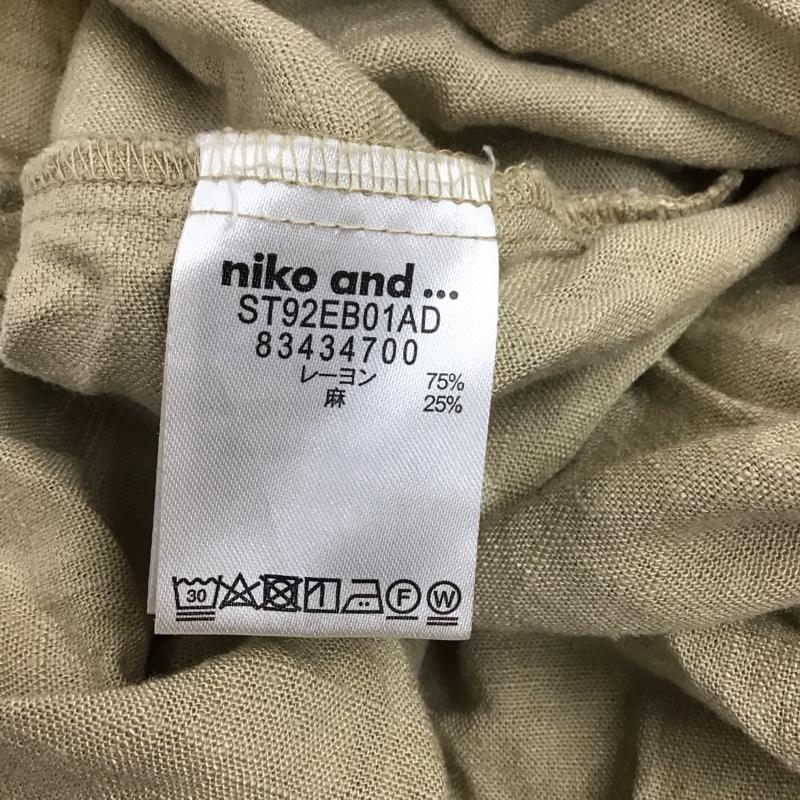 niko and ...
ST92EB01AD
83434700
レーヨン 75%
麻 25%
30 F W